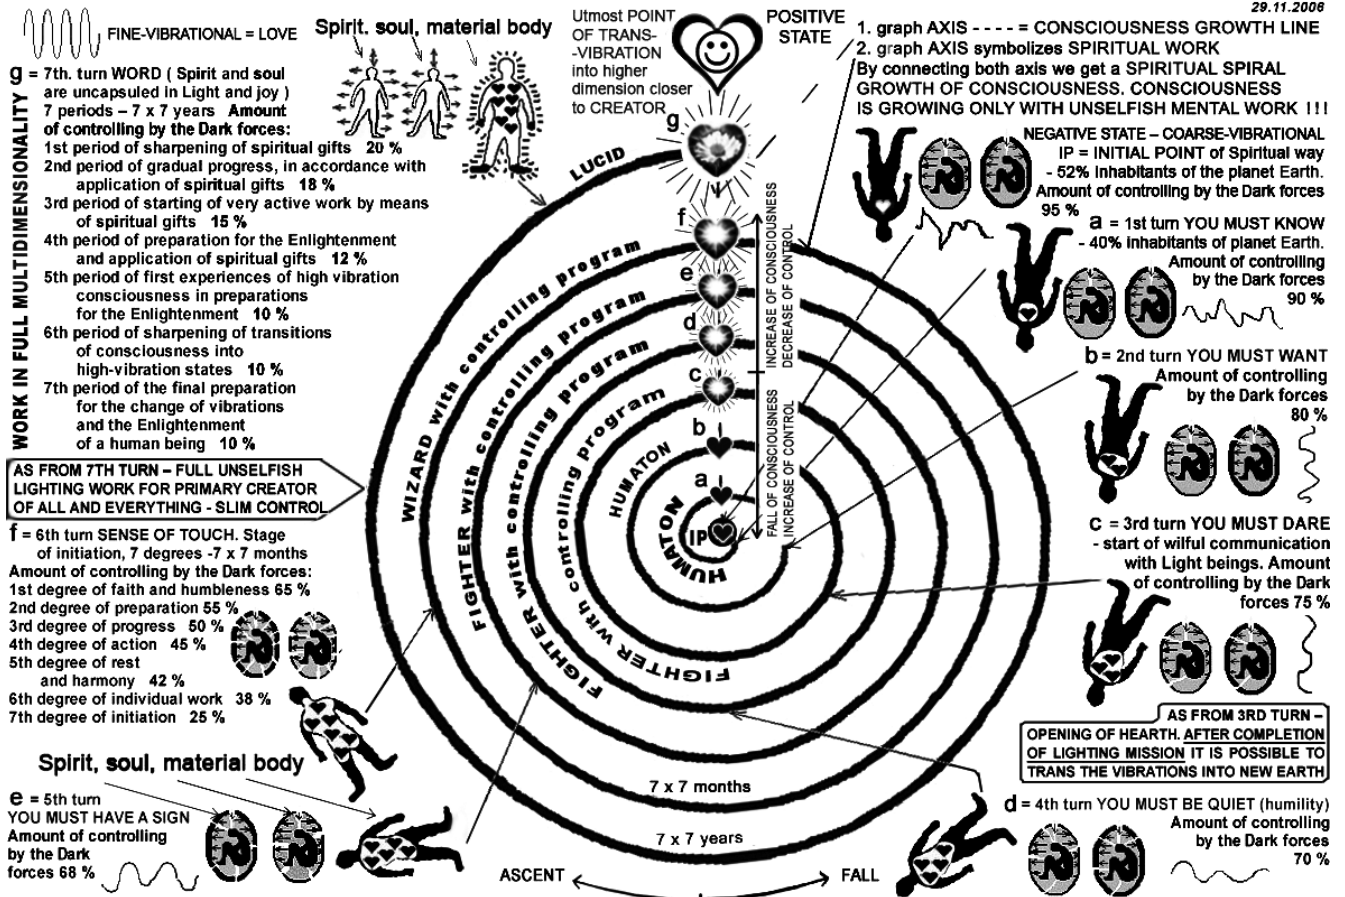 29.11.2006
FINE-VIBRATIONAL = LOVE
Spirit. soul, material body
Utmost POINT
OF TRANS-
-VIBRATION
into higher
dimension closer
to CREATOR
POSITIVE
STATE
1. graph AXIS - - - - = CONSCIOUSNESS GROWTH LINE
2. graph AXIS symbolizes SPIRITUAL WORK
By connecting both axis we get a SPIRITUAL SPIRAL
GROWTH OF CONSCIOUSNESS. CONSCIOUSNESS
IS GROWING ONLY WITH UNSELFISH MENTAL WORK !!!
WORK IN FULL MULTIDIMENSIONALITY
g = 7th. turn WORD ( Spirit and soul
are uncapsuled in Light and joy )
7 periods – 7 x 7 years Amount
of controlling by the Dark forces:
1st period of sharpening of spiritual gifts 20 %
2nd period of gradual progress, in accordance with
application of spiritual gifts 18 %
3rd period of starting of very active work by means
of spiritual gifts 15 %
4th period of preparation for the Enlightenment
and application of spiritual gifts 12 %
5th period of first experiences of high vibration
consciousness in preparations
for the Enlightenment 10 %
6th period of sharpening of transitions
of consciousness into
high-vibration states 10 %
7th period of the final preparation
for the change of vibrations
and the Enlightenment
of a human being 10 %
AS FROM 7TH TURN – FULL UNSELFISH
LIGHTING WORK FOR PRIMARY CREATOR
OF ALL AND EVERYTHING - SLIM CONTROL
f = 6th turn SENSE OF TOUCH. Stage
of initiation, 7 degrees -7 x 7 months
Amount of controlling by the Dark forces:
1st degree of faith and humbleness 65 %
2nd degree of preparation 55 %
3rd degree of progress 50 %
4th degree of action 45 %
5th degree of rest
and harmony 42 %
6th degree of individual work 38 %
7th degree of initiation 25 %
Spirit, soul, material body
e = 5th turn
YOU MUST HAVE A SIGN
Amount of controlling
by the Dark
forces 68 %
g
LUCID
f
WIZARD with controlling program
e
FIGHTER with controlling program
d
FIGHTER with controlling program
c
FIGHTER with controlling program
b
HUMATON
a
HUMATON
IP
INCREASE OF CONSCIOUSNESS
DECREASE OF CONTROL
FALL OF CONSCIOUSNESS
INCREASE OF CONTROL
7 x 7 months
7 x 7 years
ASCENT
FALL
NEGATIVE STATE – COARSE-VIBRATIONAL
IP = INITIAL POINT of Spiritual way
- 52% Inhabitants of the planet Earth.
Amount of controlling by the Dark forces
95 %
a = 1st turn YOU MUST KNOW
- 40% inhabitants of planet Earth.
Amount of controlling
by the Dark forces
90 %
b = 2nd turn YOU MUST WANT
Amount of controlling
by the Dark forces
80 %
c = 3rd turn YOU MUST DARE
- start of wilful communication
with Light beings. Amount
of controlling by the Dark
forces 75 %
AS FROM 3RD TURN –
OPENING OF HEARTH. AFTER COMPLETION
OF LIGHTING MISSION IT IS POSSIBLE TO
TRANS THE VIBRATIONS INTO NEW EARTH
d = 4th turn YOU MUST BE QUIET (humility)
Amount of controlling
by the Dark forces
70 %